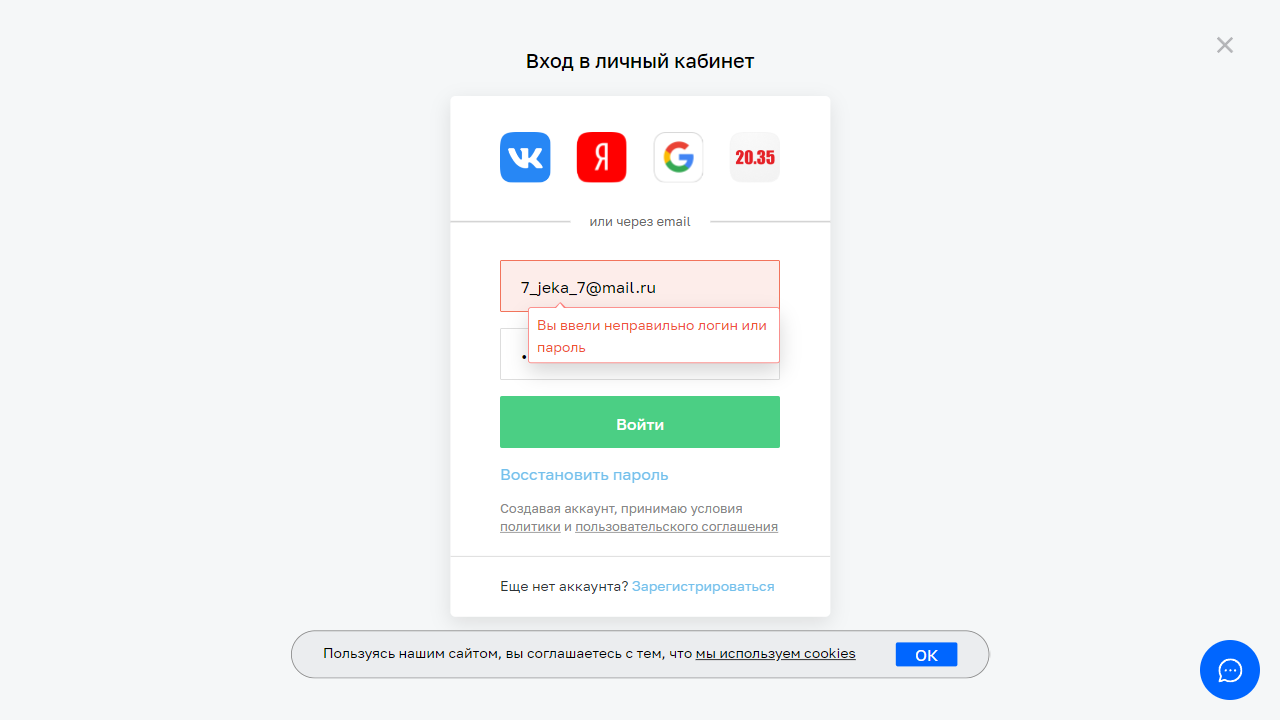 Вход в личный кабинет
20.35
или через email
7_jeka_7@mail.ru
Вы ввели неправильно логин или
пароль
Войти
Восстановить пароль
Создавая аккаунт, принимаю условия
политики и пользовательского соглашения
Еще нет аккаунта? Зарегистрироваться
Пользуясь нашим сайтом, вы соглашаетесь с тем, что мы используем cookies
ОК